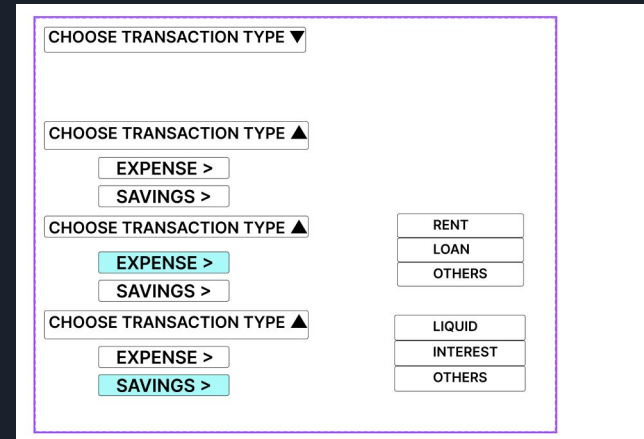 CHOOSE TRANSACTION TYPE ▼
CHOOSE TRANSACTION TYPE ▲
EXPENSE >
SAVINGS >
CHOOSE TRANSACTION TYPE ▲
EXPENSE >
SAVINGS >
RENT
LOAN
OTHERS
CHOOSE TRANSACTION TYPE ▲
EXPENSE >
SAVINGS >
LIQUID
INTEREST
OTHERS